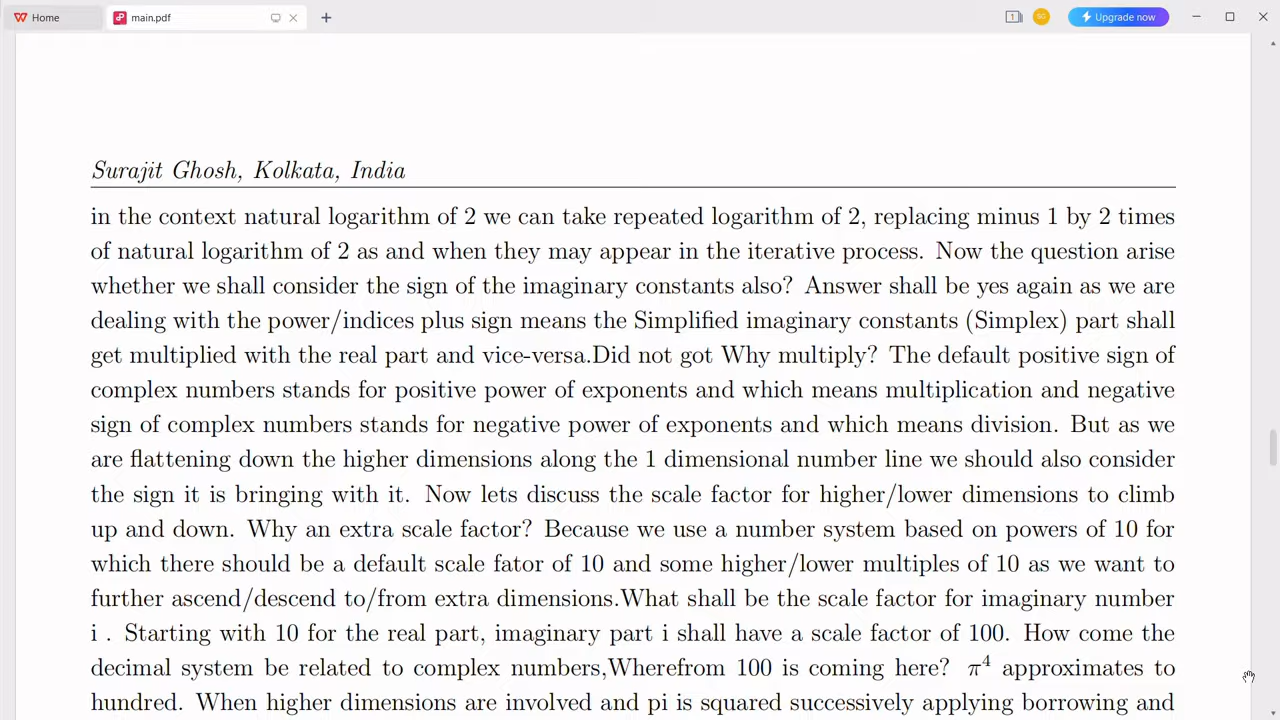 Home
main.pdf
1
Upgrade now
Surajit Ghosh, Kolkata, India
in the context natural logarithm of 2 we can take repeated logarithm of 2, replacing minus 1 by 2 times
of natural logarithm of 2 as and when they may appear in the iterative process. Now the question arise
whether we shall consider the sign of the imaginary constants also? Answer shall be yes again as we are
dealing with the power/indices plus sign means the Simplified imaginary constants (Simplex) part shall
get multiplied with the real part and vice-versa.Did not got Why multiply? The default positive sign of
complex numbers stands for positive power of exponents and which means multiplication and negative
sign of complex numbers stands for negative power of exponents and which means division. But as we
are flattening down the higher dimensions along the 1 dimensional number line we should also consider
the sign it is bringing with it. Now lets discuss the scale factor for higher/lower dimensions to climb
up and down. Why an extra scale factor? Because we use a number system based on powers of 10 for
which there should be a default scale fator of 10 and some higher/lower multiples of 10 as we want to
further ascend/descend to/from extra dimensions.What shall be the scale factor for imaginary number
i . Starting with 10 for the real part, imaginary part i shall have a scale factor of 100. How come the
decimal system be related to complex numbers,Wherefrom 100 is coming here? π⁴ approximates to
hundred. When higher dimensions are involved and pi is squared successively applying borrowing and